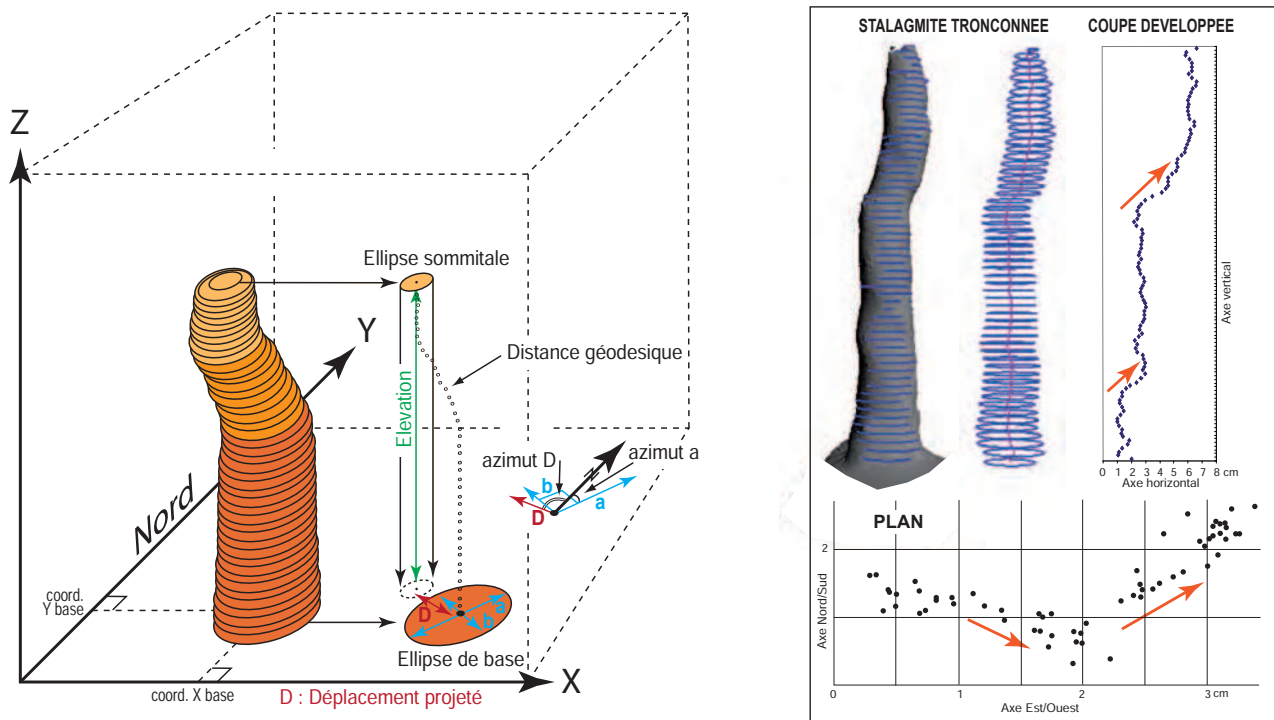 Z
Y
X
Nord
Ellipse sommitale
Distance géodesique
Elevation
azimut D
azimut a
b
a
D
D
a
b
Ellipse de base
coord.
Y base
coord. X base
D : Déplacement projeté
STALAGMITE TRONCONNEE
COUPE DEVELOPPEE
Axe vertical
0 1 2 3 4 5 6 7 8 cm
Axe horizontal
PLAN
2
Axe Nord/Sud
0 1 2 3 cm
Axe Est/Ouest